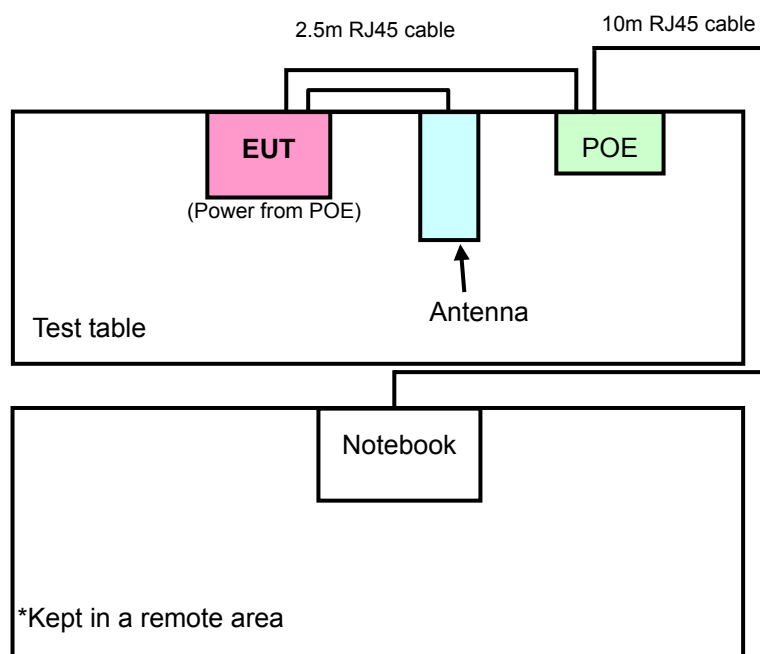 2.5m RJ45 cable
10m RJ45 cable
EUT
POE
(Power from POE)
Antenna
Test table
Notebook
*Kept in a remote area